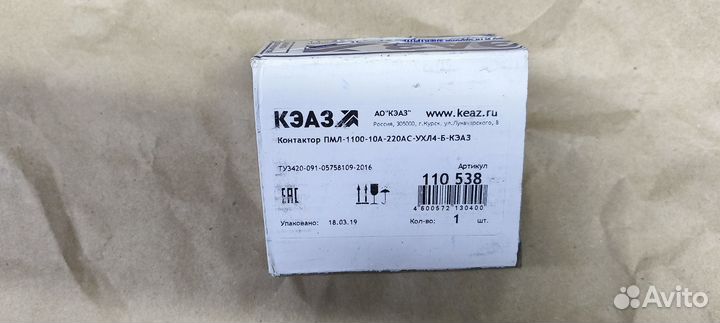 КЭАЗ
АО "КЭАЗ"
www.keaz.ru
Россия, 305000, г.Курск, ул.Луначарского, 8
Контактор ПМЛ-1100-10А-220АС-УХЛ4-Б-КЭАЗ
ТУ3420-091-05758109-2016
Артикул
110 538
EAC
4 600572 130400
Упаковано: 18.03.19
Кол-во: 1 шт.
Avito